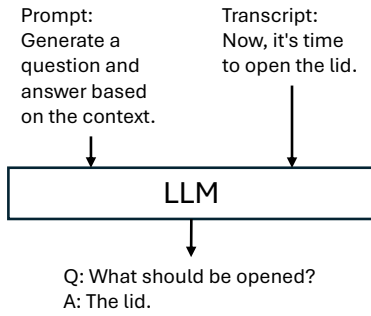 Prompt:
Generate a
question and
answer based
on the context.
Transcript:
Now, it's time
to open the lid.
LLM
Q: What should be opened?
A: The lid.